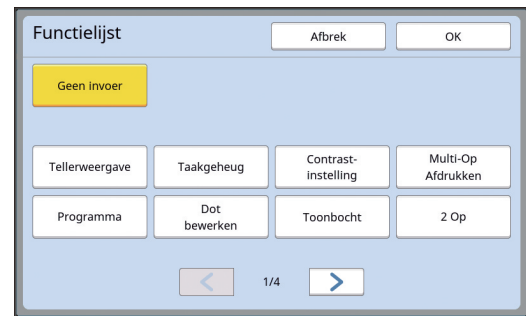 Functielijst
Afbrek
OK
Geen invoer
Tellerweergave
Taakgeheug
Contrast-
instelling
Multi-Op
Afdrukken
Programma
Dot
bewerken
Toonbocht
2 Op
1/4